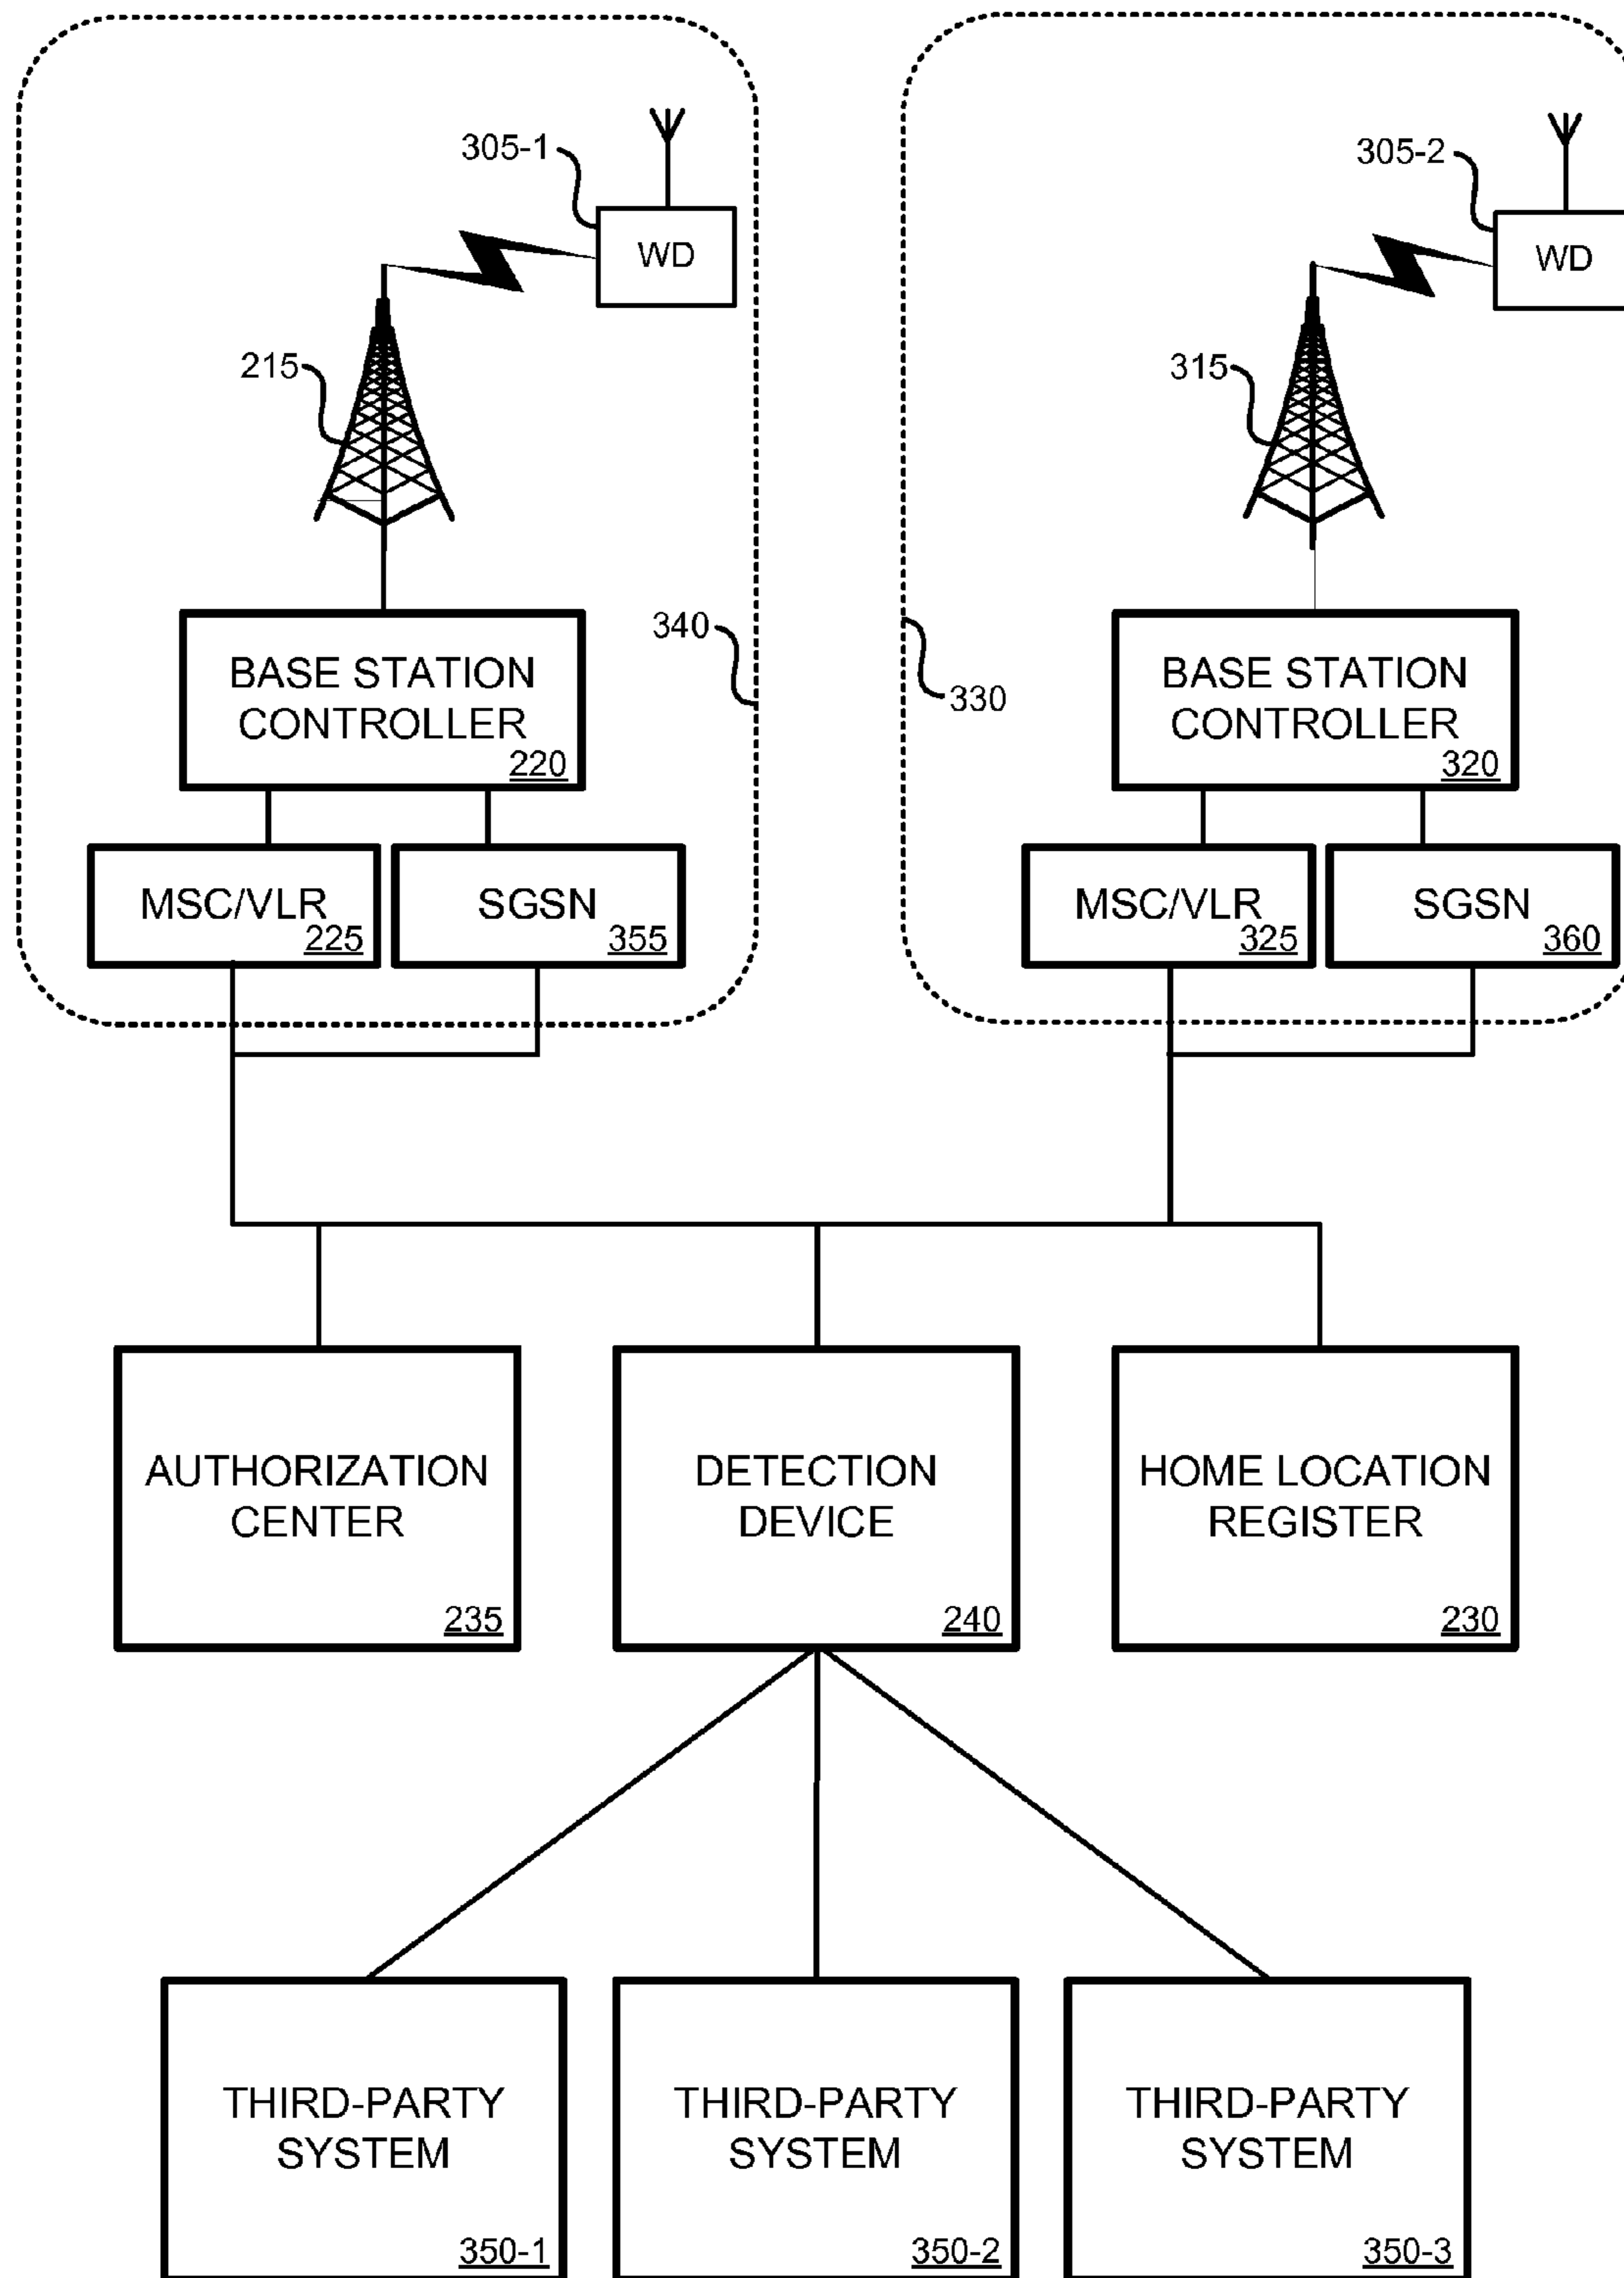 305-1
WD
305-2
WD
215
315
340
330
BASE STATION
CONTROLLER
220
BASE STATION
CONTROLLER
320
MSC/VLR
225
SGSN
355
MSC/VLR
325
SGSN
360
AUTHORIZATION
CENTER
235
DETECTION
DEVICE
240
HOME LOCATION
REGISTER
230
THIRD-PARTY
SYSTEM
350-1
THIRD-PARTY
SYSTEM
350-2
THIRD-PARTY
SYSTEM
350-3